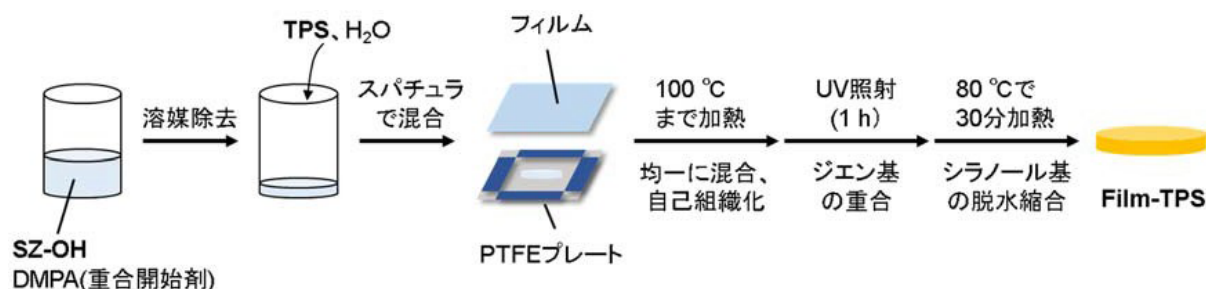 SZ-OH
DMPA(重合開始剤)
溶媒除去
TPS、H₂O
スパチュラ
で混合
フィルム
PTFEプレート
100 ℃
まで加熱
均一に混合、
自己組織化
UV照射
(1 h)
ジエン基
の重合
80 ℃で
30分加熱
シラノール基
の脱水縮合
Film-TPS